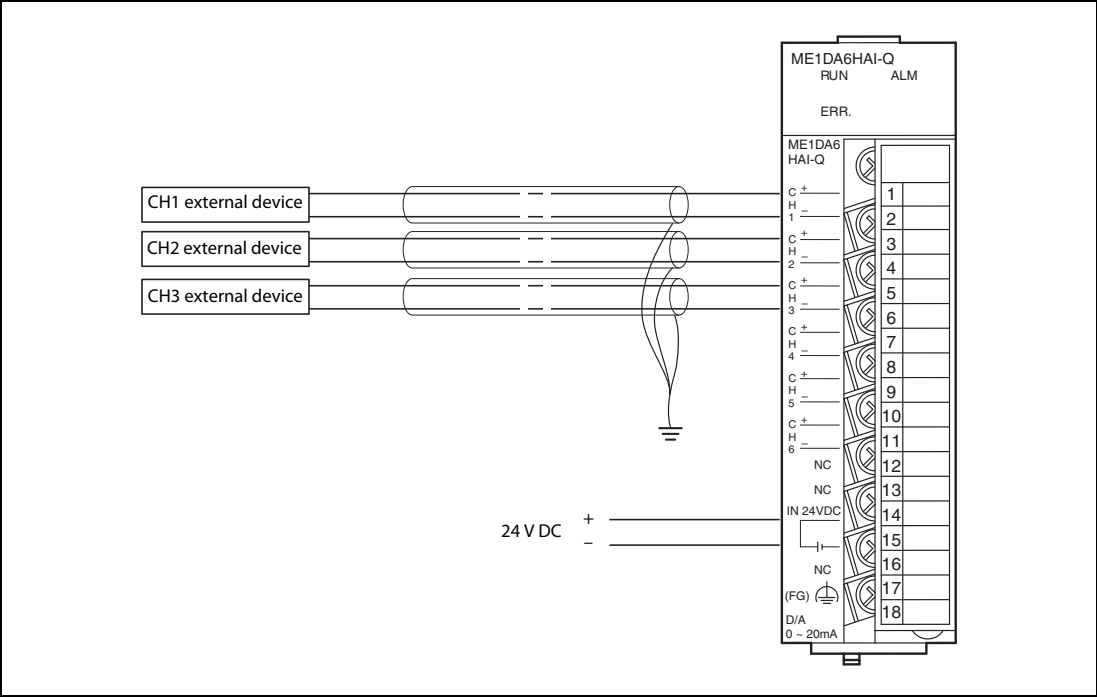 ME1DA6HAI-Q
RUN ALM
ERR.
ME1DA6
HAI-Q
CH1 external device
CH2 external device
CH3 external device
C +
H
1 –
C +
H
2 –
C +
H
3 –
C +
H
4 –
C +
H
5 –
C +
H
6 –
NC
NC
IN 24VDC
24 V DC + –
NC
(FG)
D/A
0 ~ 20mA
1
2
3
4
5
6
7
8
9
10
11
12
13
14
15
16
17
18